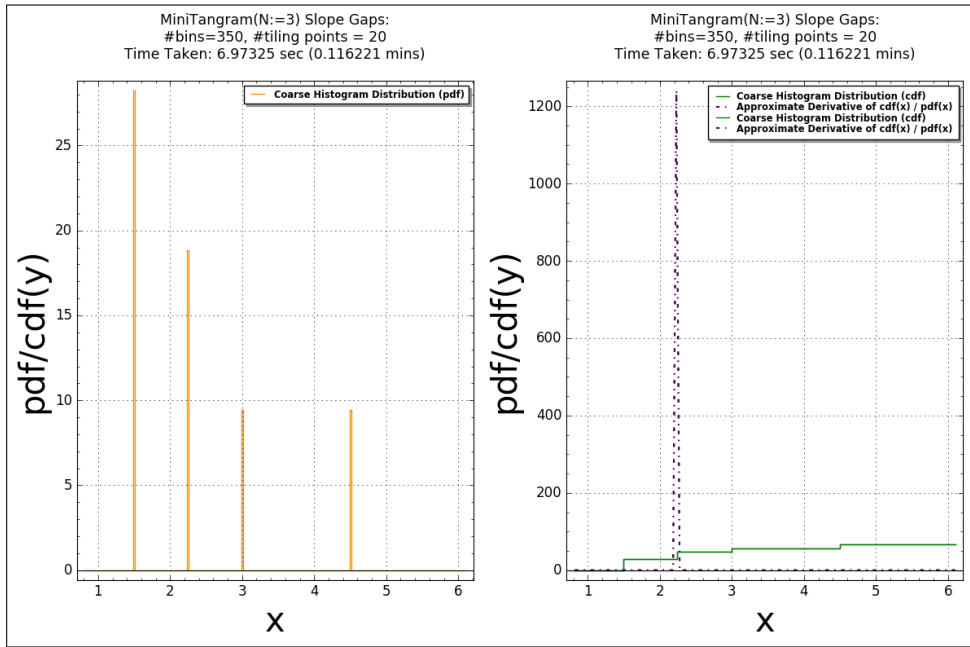 MiniTangram(N:=3) Slope Gaps:
#bins=350, #tiling points = 20
Time Taken: 6.97325 sec (0.116221 mins)
Coarse Histogram Distribution (pdf)
25
20
15
10
5
0
pdf/cdf(y)
1 2 3 4 5 6
x
MiniTangram(N:=3) Slope Gaps:
#bins=350, #tiling points = 20
Time Taken: 6.97325 sec (0.116221 mins)
Coarse Histogram Distribution (cdf)
Approximate Derivative of cdf(x) / pdf(x)
Coarse Histogram Distribution (cdf)
Approximate Derivative of cdf(x) / pdf(x)
1200
1000
800
600
400
200
0
pdf/cdf(y)
1 2 3 4 5 6
x